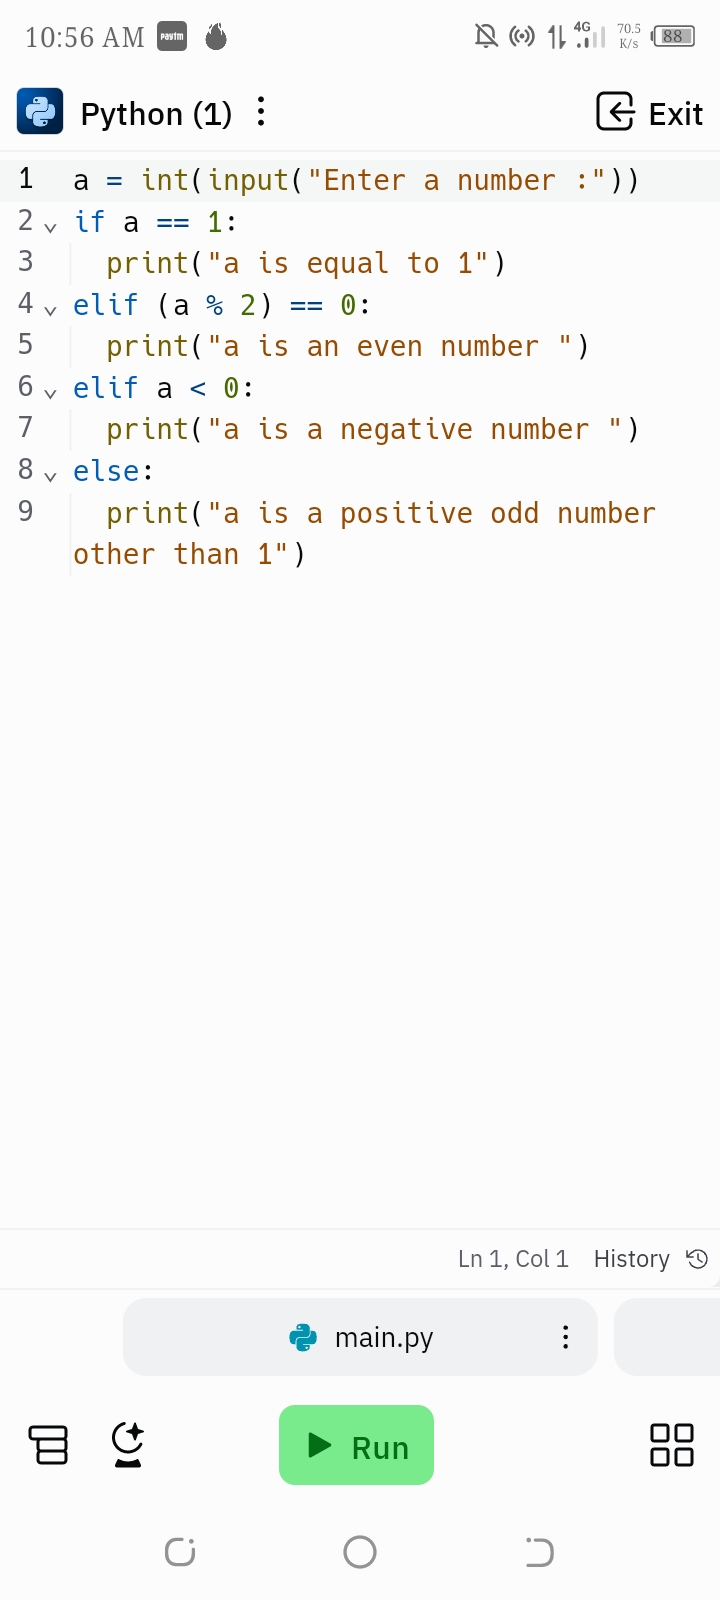 10:56 AM paytm 4G 70.5 K/s 88
Python (1) Exit
1 a = int(input("Enter a number :"))
2 if a == 1:
3   print("a is equal to 1")
4 elif (a % 2) == 0:
5   print("a is an even number ")
6 elif a < 0:
7   print("a is a negative number ")
8 else:
9   print("a is a positive odd number
other than 1")
Ln 1, Col 1 History
main.py
Run